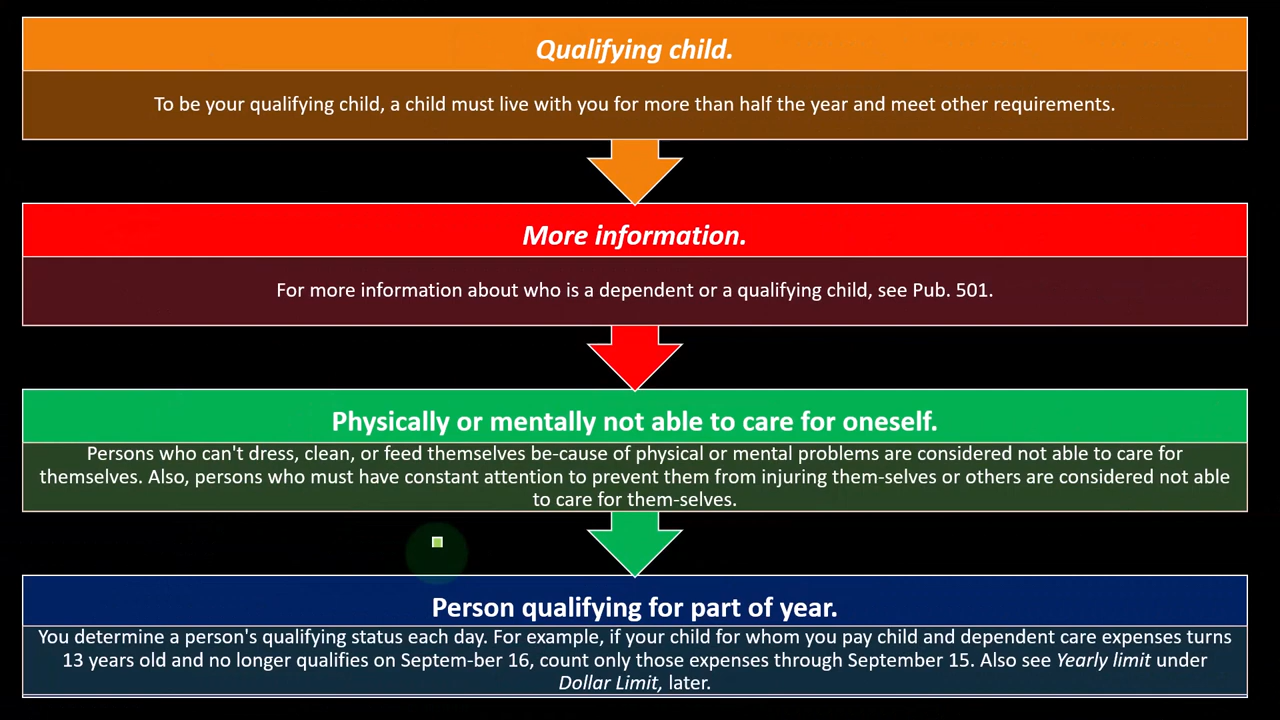 Qualifying child.
To be your qualifying child, a child must live with you for more than half the year and meet other requirements.
More information.
For more information about who is a dependent or a qualifying child, see Pub. 501.
Physically or mentally not able to care for oneself.
Persons who can't dress, clean, or feed themselves be-cause of physical or mental problems are considered not able to care for
themselves. Also, persons who must have constant attention to prevent them from injuring them-selves or others are considered not able
to care for them-selves.
Person qualifying for part of year.
You determine a person's qualifying status each day. For example, if your child for whom you pay child and dependent care expenses turns
13 years old and no longer qualifies on Septem-ber 16, count only those expenses through September 15. Also see Yearly limit under
Dollar Limit, later.